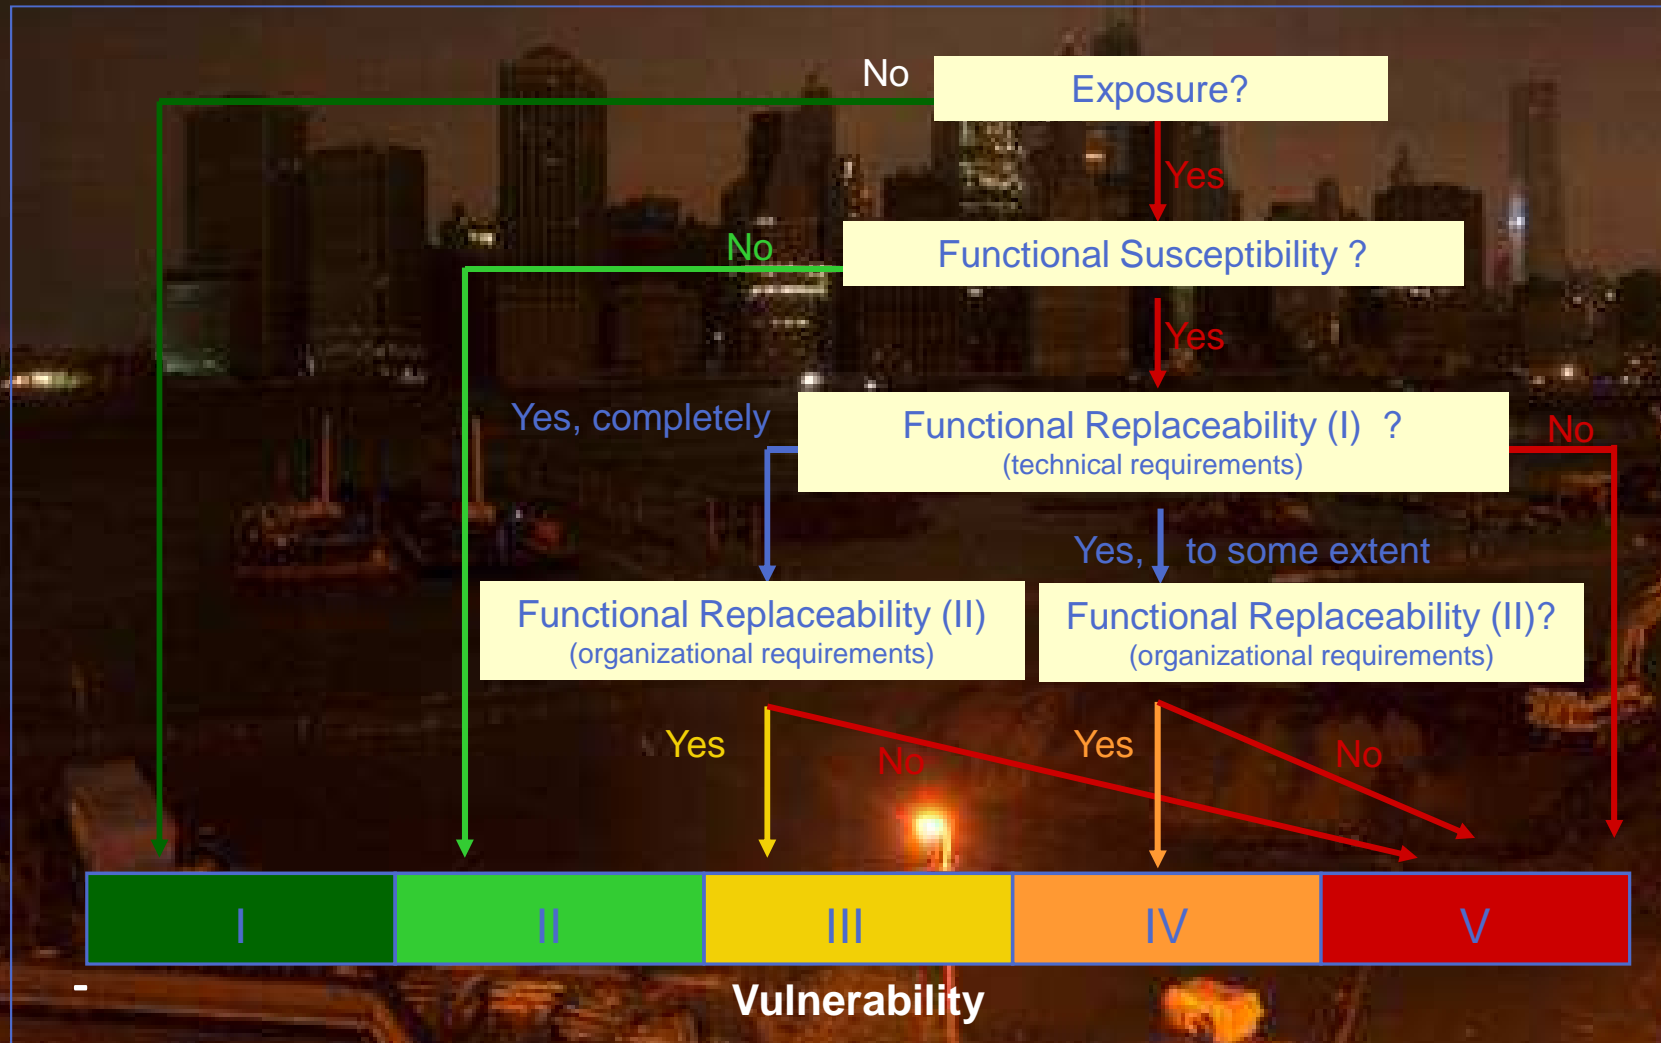 No
Exposure?
Yes
No
Functional Susceptibility ?
Yes
Yes, completely
Functional Replaceability (I) ?
(technical requirements)
No
Yes, to some extent
Functional Replaceability (II)
(organizational requirements)
Functional Replaceability (II)?
(organizational requirements)
Yes
No
Yes
No
I
II
III
IV
V
-
Vulnerability